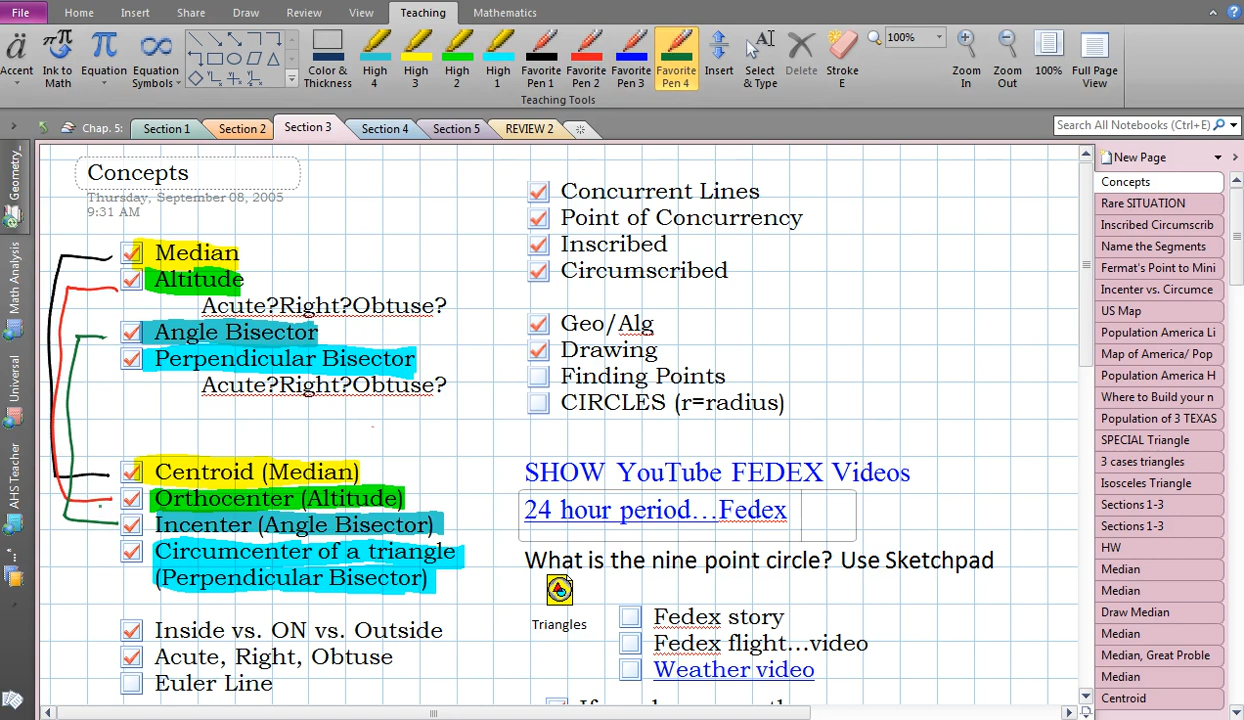 File Home Insert Share Draw Review View Teaching Mathematics
Accent
Ink to Math
Equation
Equation Symbols
Color & Thickness
High 4
High 3
High 2
High 1
Favorite Pen 1
Favorite Pen 2
Favorite Pen 3
Favorite Pen 4
Insert
Select & Type
Delete
Stroke E
100%
Zoom In
Zoom Out
100%
Full Page View
Teaching Tools
Chap. 5: Section 1 Section 2 Section 3 Section 4 Section 5 REVIEW 2
Search All Notebooks (Ctrl+E)
Geometry_
Math Analysis
Universal
AHS Teacher
...
Concepts
Thursday, September 08, 2005
9:31 AM
Median
Altitude
Acute?Right?Obtuse?
Angle Bisector
Perpendicular Bisector
Acute?Right?Obtuse?
Centroid (Median)
Orthocenter (Altitude)
Incenter (Angle Bisector)
Circumcenter of a triangle
(Perpendicular Bisector)
Inside vs. ON vs. Outside
Acute, Right, Obtuse
Euler Line
Concurrent Lines
Point of Concurrency
Inscribed
Circumscribed
Geo/Alg
Drawing
Finding Points
CIRCLES (r=radius)
SHOW YouTube FEDEX Videos
24 hour period...Fedex
What is the nine point circle? Use Sketchpad
Triangles
Fedex story
Fedex flight...video
Weather video
New Page
Concepts
Rare SITUATION
Inscribed Circumscrib
Name the Segments
Fermat's Point to Mini
Incenter vs. Circumce
US Map
Population America Li
Map of America/ Pop
Population America H
Where to Build your n
Population of 3 TEXAS
SPECIAL Triangle
3 cases triangles
Isosceles Triangle
Sections 1-3
Sections 1-3
HW
Median
Median
Draw Median
Median
Median, Great Proble
Median
Centroid